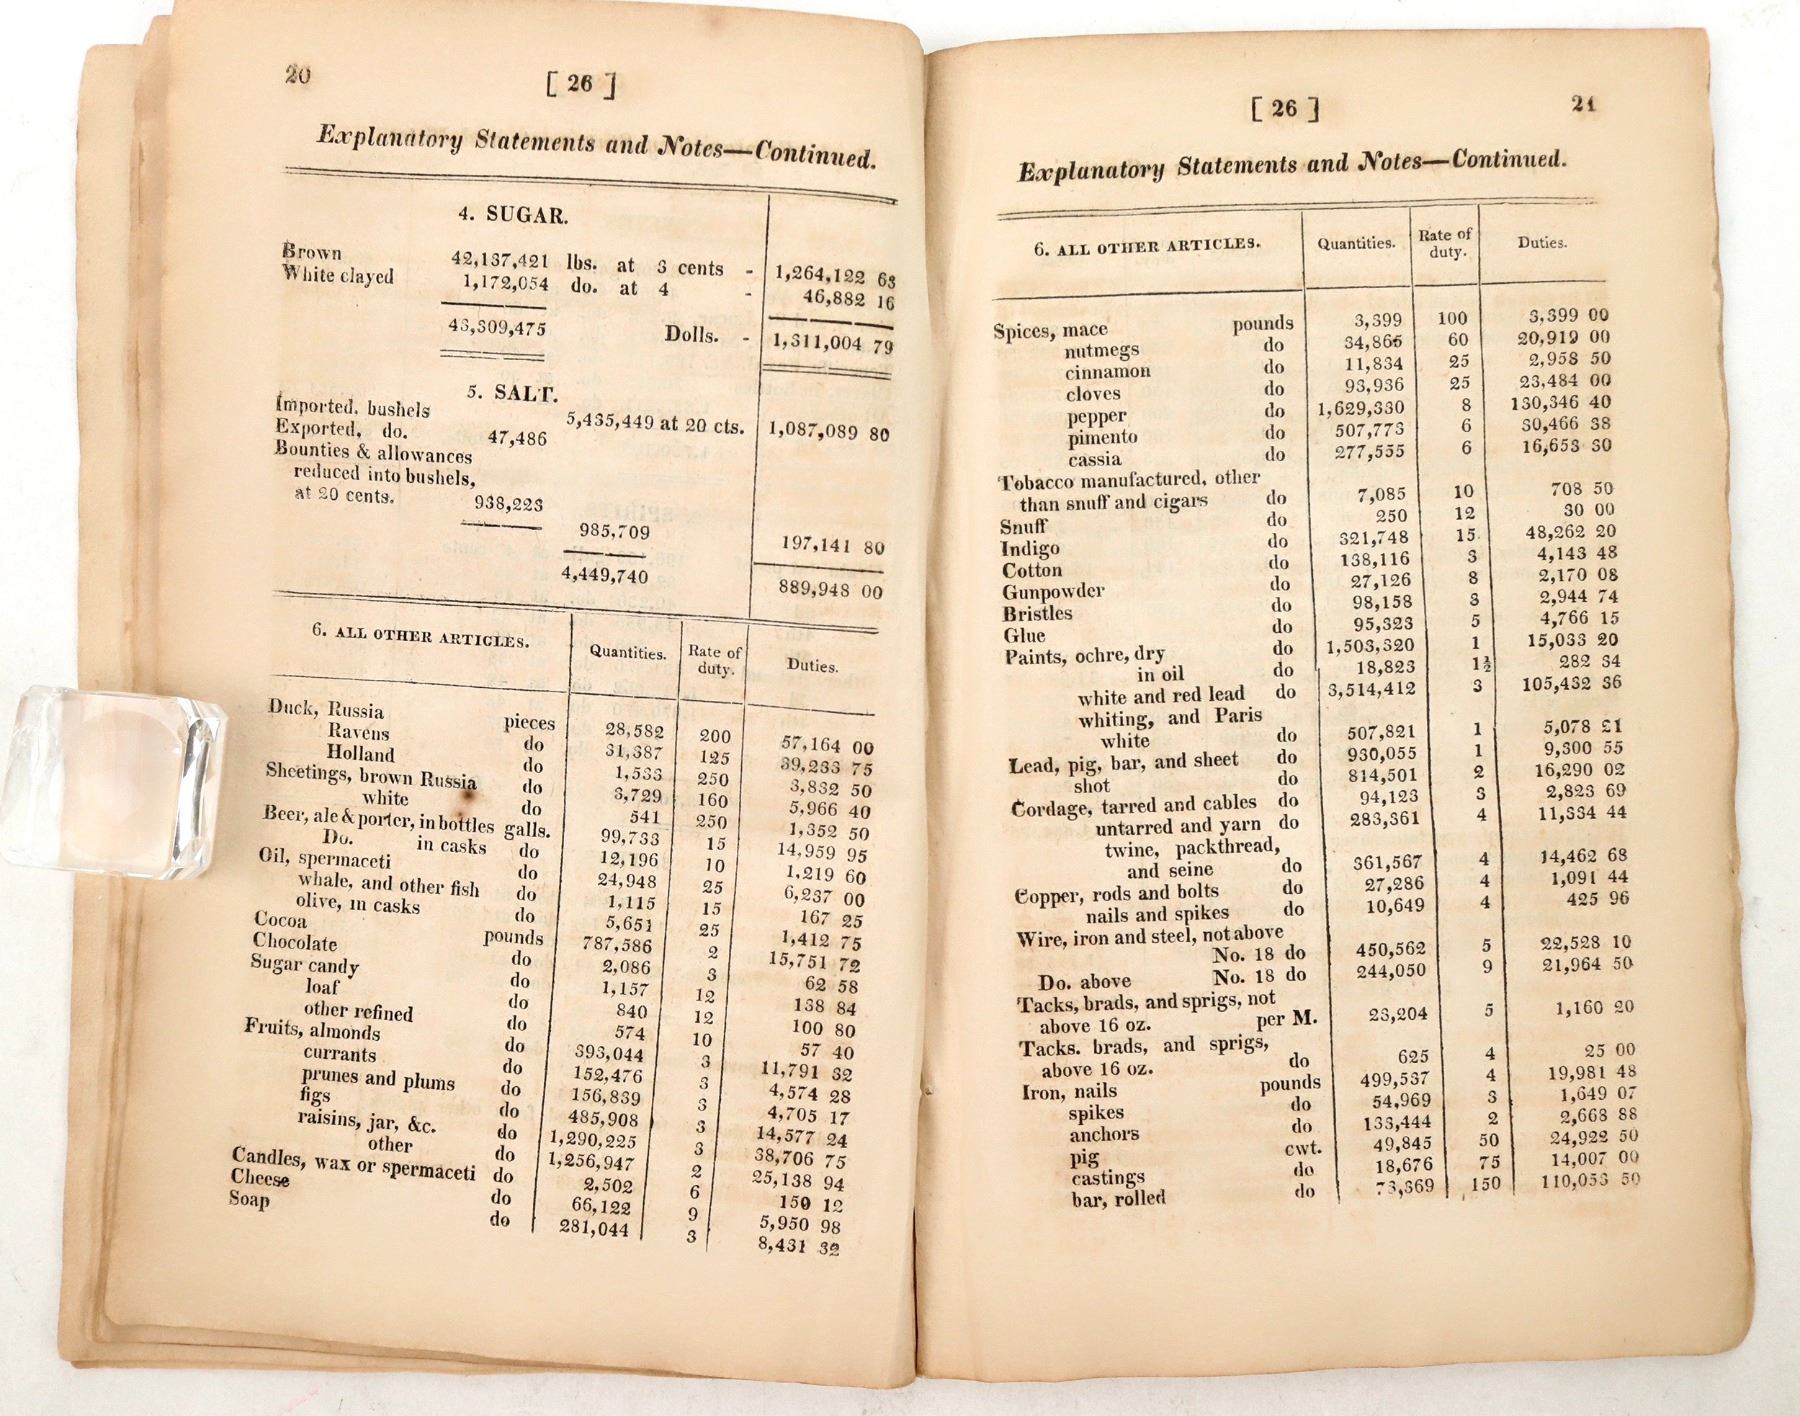 20
[ 26 ]
Explanatory Statements and Notes—Continued.
4. SUGAR.
Brown 42,137,421 lbs. at 3 cents - 1,264,122 63
White clayed 1,172,054 do. at 4 - 46,882 16
43,309,475 Dolls. - 1,311,004 79
5. SALT.
Imported, bushels 5,435,449 at 20 cts. 1,087,089 80
Exported, do. 47,486
Bounties & allowances
reduced into bushels,
at 20 cents. 938,223
985,709 197,141 80
4,449,740 889,948 00
6. ALL OTHER ARTICLES. Quantities. Rate of duty. Duties.
Duck, Russia pieces 28,582 200 57,164 00
Ravens do 31,387 125 39,233 75
Holland do 1,533 250 3,832 50
Sheetings, brown Russia do 3,729 160 5,966 40
white do 541 250 1,352 50
Beer, ale & porter, in bottles galls. 99,733 15 14,959 95
Do. in casks do 12,196 10 1,219 60
Oil, spermaceti do 24,948 25 6,237 00
whale, and other fish do 1,115 15 167 25
olive, in casks do 5,651 25 1,412 75
Cocoa pounds 787,586 2 15,751 72
Chocolate do 2,086 3 62 58
Sugar candy do 1,157 12 138 84
loaf do 840 12 100 80
other refined do 574 10 57 40
Fruits, almonds do 393,044 3 11,791 32
currants do 152,476 3 4,574 28
prunes and plums do 156,839 3 4,705 17
figs do 485,908 3 14,577 24
raisins, jar, &c. do 1,290,225 3 38,706 75
other do 1,256,947 2 25,138 94
Candles, wax or spermaceti do 2,502 6 150 12
Cheese do 66,122 9 5,950 98
Soap do 281,044 3 8,431 32
[ 26 ] 21
Explanatory Statements and Notes—Continued.
6. ALL OTHER ARTICLES. Quantities. Rate of duty. Duties.
Spices, mace pounds 3,399 100 3,399 00
nutmegs do 34,865 60 20,919 00
cinnamon do 11,834 25 2,958 50
cloves do 93,936 25 23,484 00
pepper do 1,629,330 8 130,346 40
pimento do 507,773 6 30,466 38
cassia do 277,555 6 16,653 30
Tobacco manufactured, other
than snuff and cigars do 7,085 10 708 50
Snuff do 250 12 30 00
Indigo do 321,748 15 48,262 20
Cotton do 138,116 3 4,143 48
Gunpowder do 27,126 8 2,170 08
Bristles do 98,158 3 2,944 74
Glue do 95,323 5 4,766 15
Paints, ochre, dry do 1,503,320 1 15,033 20
in oil do 18,823 1½ 282 34
white and red lead do 3,514,412 3 105,432 36
whiting, and Paris
white do 507,821 1 5,078 21
Lead, pig, bar, and sheet do 930,055 1 9,300 55
shot do 814,501 2 16,290 02
Cordage, tarred and cables do 94,123 3 2,823 69
untarred and yarn do 283,361 4 11,334 44
twine, packthread,
and seine do 361,567 4 14,462 68
Copper, rods and bolts do 27,286 4 1,091 44
nails and spikes do 10,649 4 425 96
Wire, iron and steel, not above
No. 18 do 450,562 5 22,528 10
Do. above No. 18 do 244,050 9 21,964 50
Tacks, brads, and sprigs, not
above 16 oz. per M. 23,204 5 1,160 20
Tacks. brads, and sprigs,
above 16 oz. do 625 4 25 00
Iron, nails pounds 499,537 4 19,981 48
spikes do 54,969 3 1,649 07
anchors do 133,444 2 2,668 88
pig cwt. 49,845 50 24,922 50
castings do 18,676 75 14,007 00
bar, rolled do 73,369 150 110,053 50